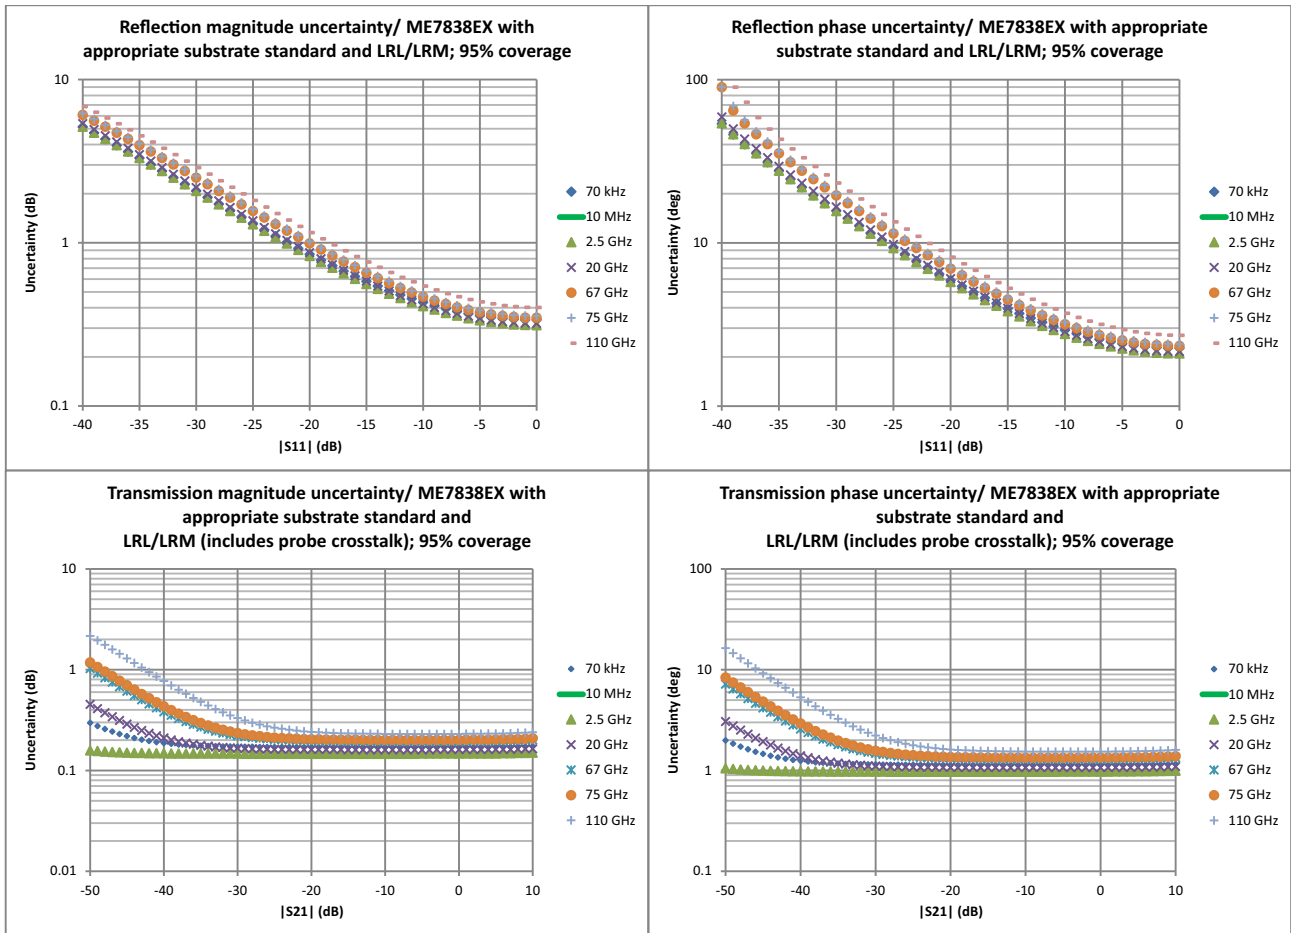 Reflection magnitude uncertainty/ ME7838EX with
appropriate substrate standard and LRL/LRM; 95% coverage
10
1
0.1
Uncertainty (dB)
-40 -35 -30 -25 -20 -15 -10 -5 0
|S11| (dB)
70 kHz
10 MHz
2.5 GHz
20 GHz
67 GHz
75 GHz
110 GHz
Reflection phase uncertainty/ ME7838EX with appropriate
substrate standard and LRL/LRM; 95% coverage
100
10
1
Uncertainty (deg)
-40 -35 -30 -25 -20 -15 -10 -5 0
|S11| (dB)
70 kHz
10 MHz
2.5 GHz
20 GHz
67 GHz
75 GHz
110 GHz
Transmission magnitude uncertainty/ ME7838EX with
appropriate substrate standard and
LRL/LRM (includes probe crosstalk); 95% coverage
10
1
0.1
0.01
Uncertainty (dB)
-50 -40 -30 -20 -10 0 10
|S21| (dB)
70 kHz
10 MHz
2.5 GHz
20 GHz
67 GHz
75 GHz
110 GHz
Transmission phase uncertainty/ ME7838EX with appropriate
substrate standard and
LRL/LRM (includes probe crosstalk); 95% coverage
100
10
1
0.1
Uncertainty (deg)
-50 -40 -30 -20 -10 0 10
|S21| (dB)
70 kHz
10 MHz
2.5 GHz
20 GHz
67 GHz
75 GHz
110 GHz